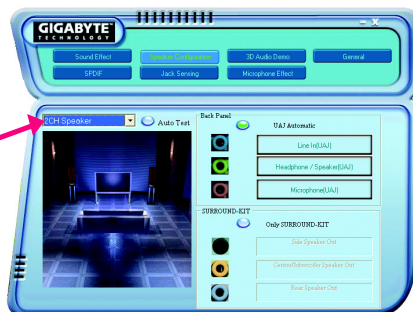 GIGABYTE™
TECHNOLOGY
– X
Sound Effect
Speaker Configuration
3D Audio Demo
General
SPDIF
Jack Sensing
Microphone Effect
2CH Speaker
Auto Test
Back Panel
UAJ Automatic
Line In(UAJ)
Headphone / Speaker(UAJ)
Microphone(UAJ)
SURROUND-KIT
Only SURROUND-KIT
Side Speaker Out
Center/Subwoofer Speaker Out
Rear Speaker Out